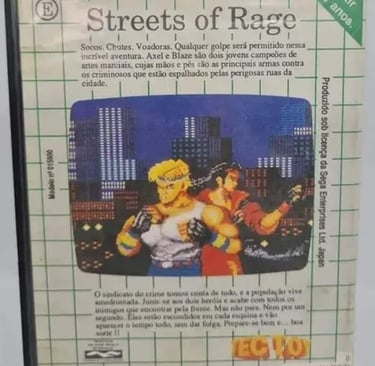 E
Streets of Rage
anos.
Socos. Chutes. Voadoras. Qualquer golpe será permitido nessa
incrível aventura. Axel e Blaze são dois jovens campeões de
artes marciais, cujas mãos e pés são as principais armas contra
os criminosos que estão espalhados pelas perigosas ruas da
cidade.
Modelo nº 015600
Produzido sob licença da Sega Enterprises Ltd. Japan
O sindicato do crime tomou conta de tudo, e a população vive
amedrontada. Junte-se aos dois heróis e acabe com todos os
inimigos que encontrar pela frente. Mas não pare. Nem por um
segundo. Eles estão escondidos em cada esquina e vão
aparecer o tempo todo, sem dar folga. Prepare-se bem e... boa
sorte !!
TEC TOY